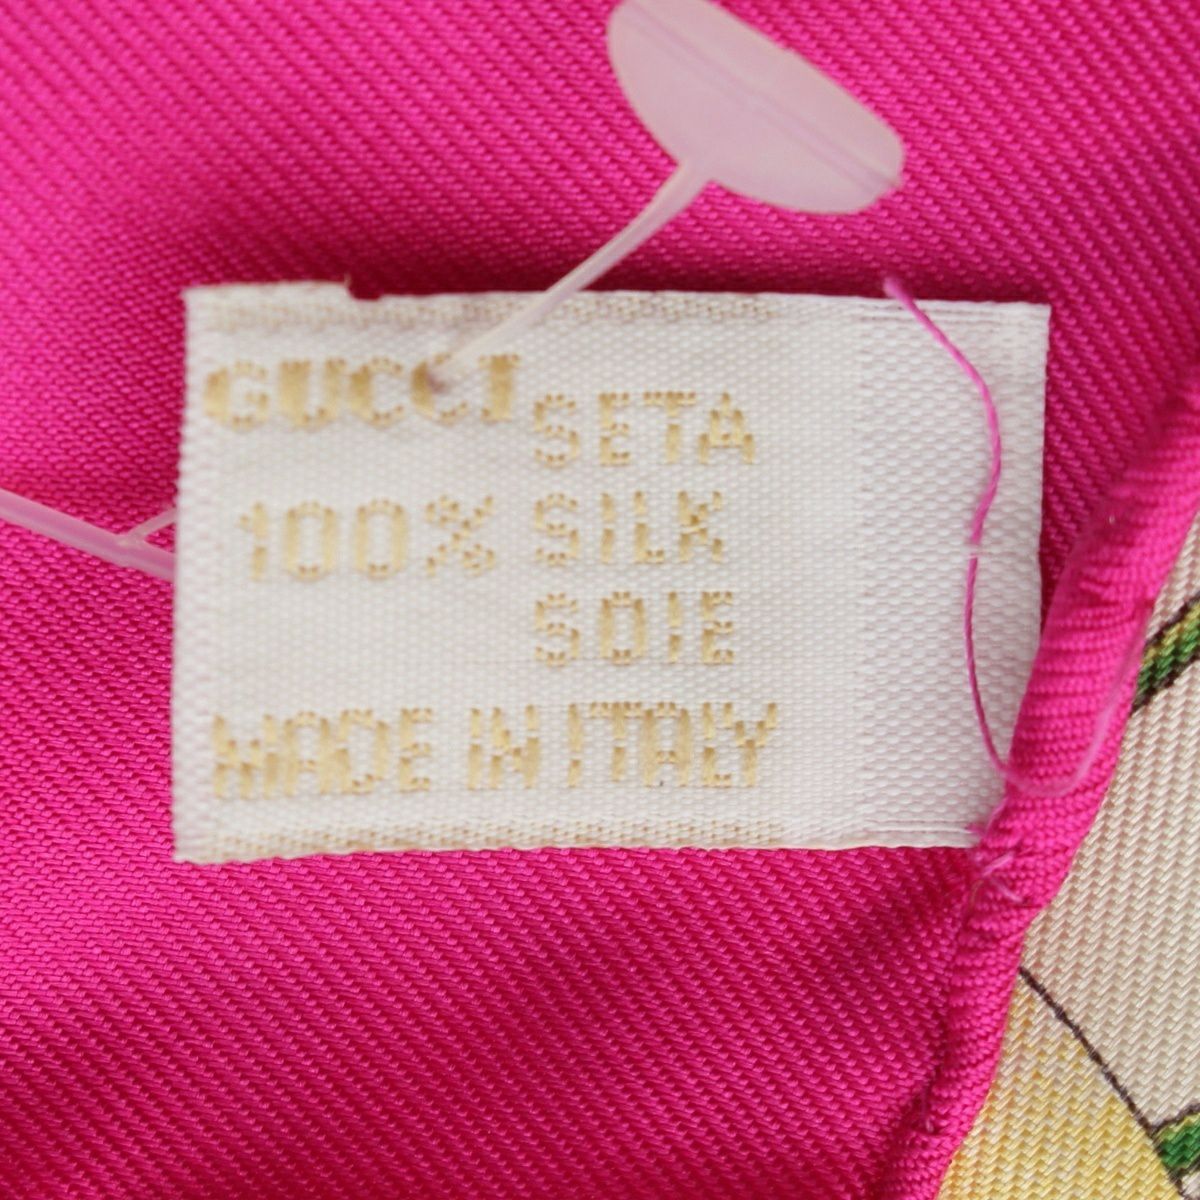 GUCCI
SETA
100% SILK
SOIE
MADE IN ITALY